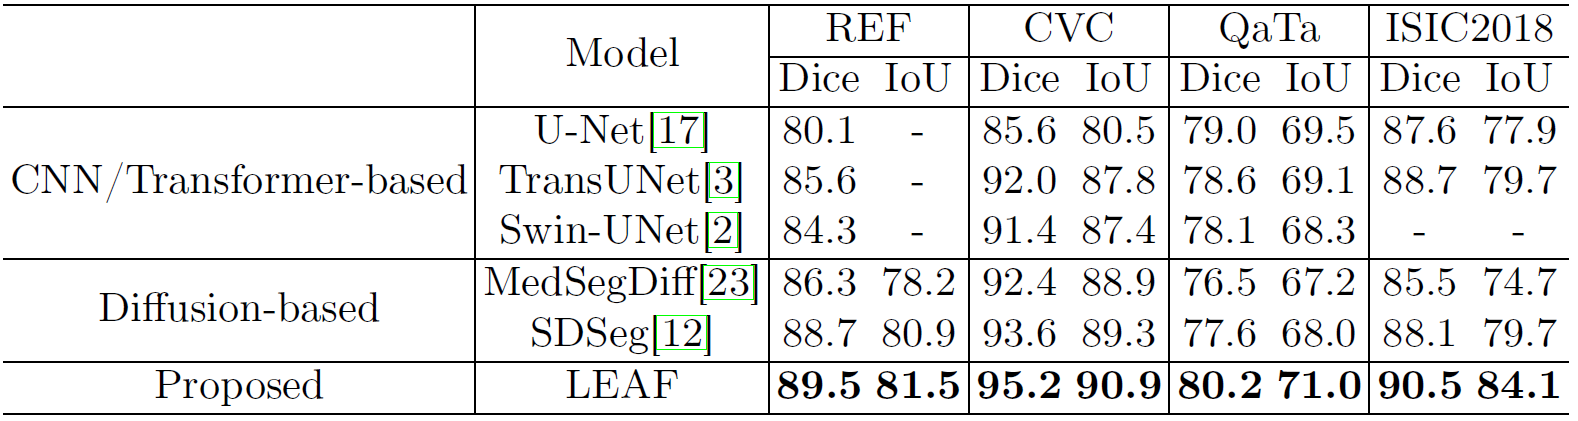 Model REF CVC QaTa ISIC2018
Dice IoU Dice IoU Dice IoU Dice IoU
CNN/Transformer-based U-Net[17] 80.1 - 85.6 80.5 79.0 69.5 87.6 77.9
TransUNet[3] 85.6 - 92.0 87.8 78.6 69.1 88.7 79.7
Swin-UNet[2] 84.3 - 91.4 87.4 78.1 68.3 - -
Diffusion-based MedSegDiff[23] 86.3 78.2 92.4 88.9 76.5 67.2 85.5 74.7
SDSeg[12] 88.7 80.9 93.6 89.3 77.6 68.0 88.1 79.7
Proposed LEAF 89.5 81.5 95.2 90.9 80.2 71.0 90.5 84.1